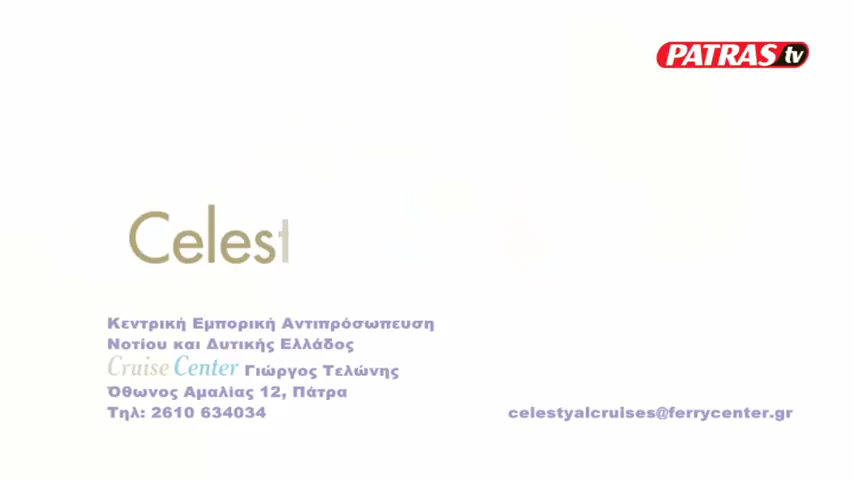 PATRAS tv
Celest
Κεντρική Εμπορική Αντιπρόσωπευση
Νοτίου και Δυτικής Ελλάδος
Cruise Center Γιώργος Τελώνης
Όθωνος Αμαλίας 12, Πάτρα
Τηλ: 2610 634034
celestyalcruises@ferrycenter.gr